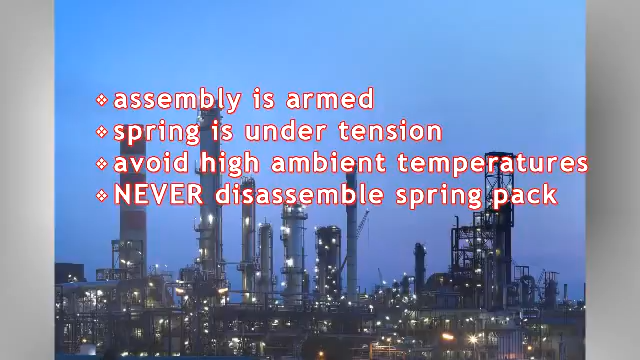 ❖ assembly is armed
❖ spring is under tension
❖ avoid high ambient temperatures
❖ NEVER disassemble spring pack